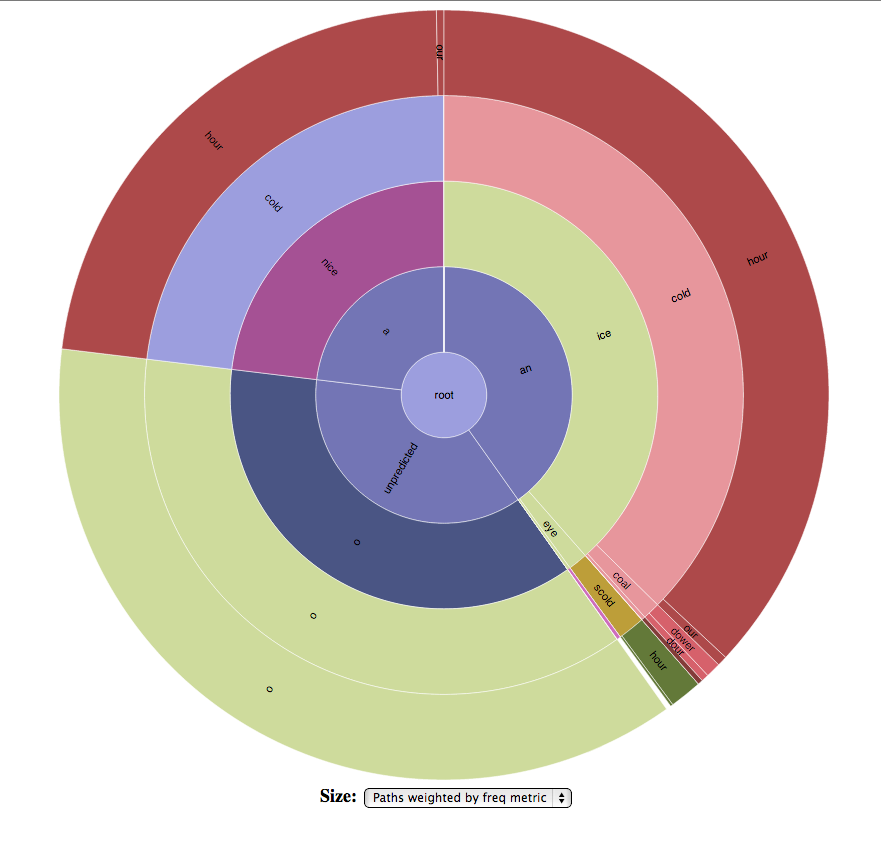 our
hour
hour
cold
cold
nice
ice
a
an
root
unpredicted
eye
o
coal
scold
o
our
dower
dour
hour
o
Size: Paths weighted by freq metric